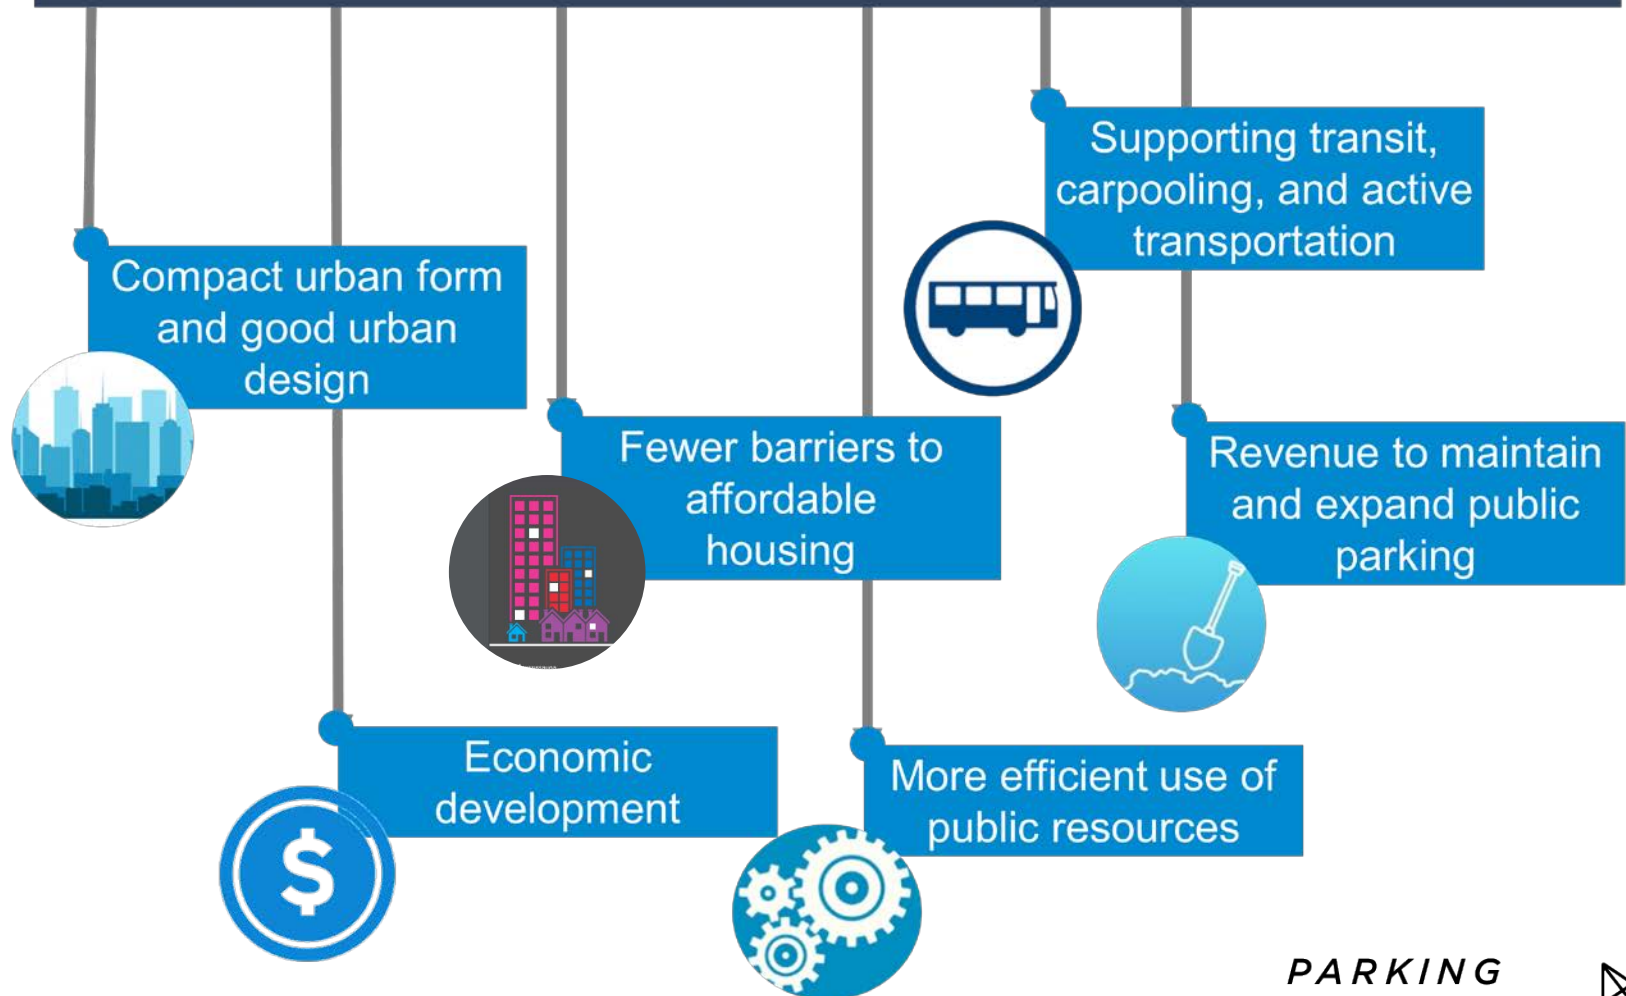 Supporting transit,
carpooling, and active
transportation
Compact urban form
and good urban
design
Fewer barriers to
affordable
housing
Revenue to maintain
and expand public
parking
Economic
development
$
More efficient use of
public resources
PARKING